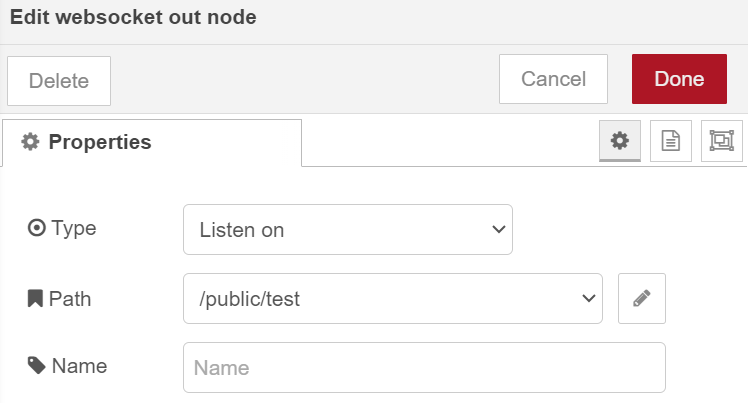 Edit websocket out node
Delete
Cancel
Done
Properties
Type
Listen on
Path
/public/test
Name
Name